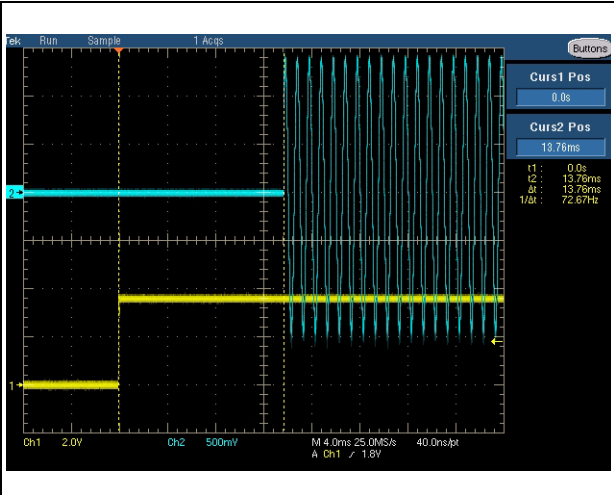 Tek Run Sample 1 Acqs
Buttons
Curs1 Pos
0.0s
Curs2 Pos
13.76ms
t1 : 0.0s
t2 : 13.76ms
Δt : 13.76ms
1/Δt : 72.67Hz
2
1
Ch1 2.0V Ch2 500mV M 4.0ms 25.0MS/s 40.0ns/pt
A Ch1 ∕ 1.8V